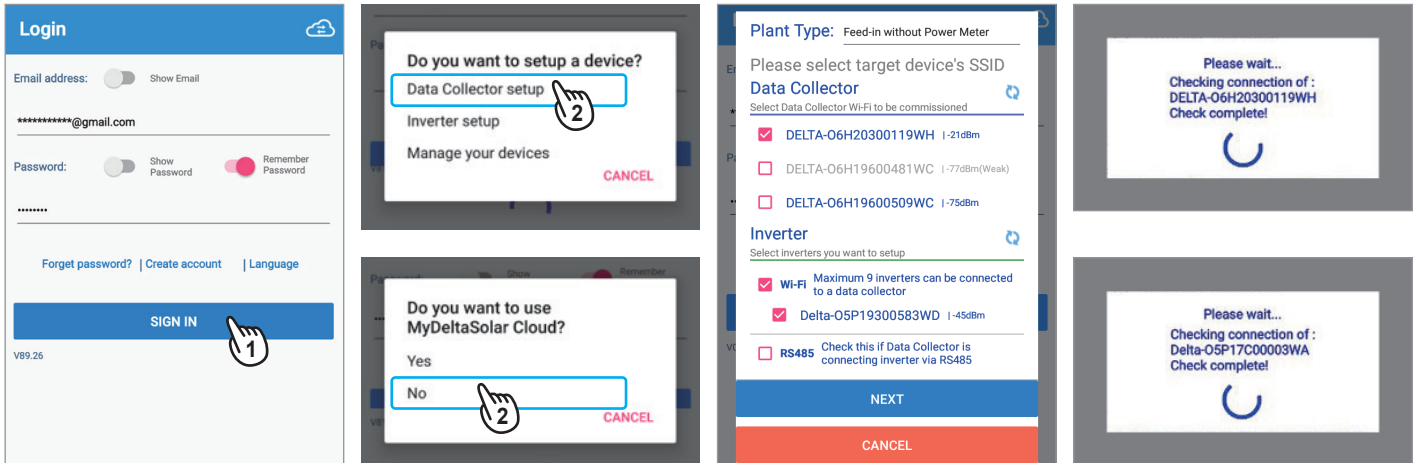 Login
Email address: Show Email
***********@gmail.com
Password: Show Password Remember Password
••••••••
Forget password? | Create account | Language
SIGN IN
1
V89.26
Do you want to setup a device?
Data Collector setup
2
Inverter setup
Manage your devices
CANCEL
Show
Remember
Do you want to use
MyDeltaSolar Cloud?
Yes
No
2
CANCEL
Plant Type: Feed-in without Power Meter
Please select target device's SSID
Data Collector
Select Data Collector Wi-Fi to be commissioned
DELTA-O6H20300119WH | -21dBm
DELTA-O6H19600481WC | -77dBm(Weak)
DELTA-O6H19600509WC | -75dBm
Inverter
Select inverters you want to setup
Wi-Fi Maximum 9 inverters can be connected
to a data collector
Delta-O5P19300583WD | -45dBm
RS485 Check this if Data Collector is
connecting inverter via RS485
NEXT
CANCEL
Please wait...
Checking connection of :
DELTA-O6H20300119WH
Check complete!
Please wait...
Checking connection of :
Delta-O5P17C00003WA
Check complete!